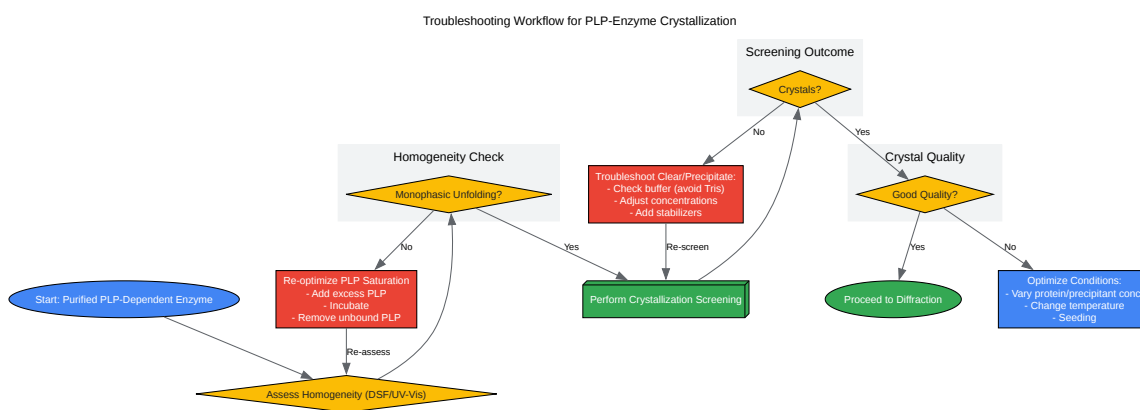 Troubleshooting Workflow for PLP-Enzyme Crystallization
Screening Outcome
Crystals?
No
Yes
Homogeneity Check
Monophasic Unfolding?
No
Yes
Troubleshoot Clear/Precipitate:
- Check buffer (avoid Tris)
- Adjust concentrations
- Add stabilizers
Re-screen
Crystal Quality
Good Quality?
Yes
No
Start: Purified PLP-Dependent Enzyme
Re-optimize PLP Saturation
- Add excess PLP
- Incubate
- Remove unbound PLP
Re-assess
Perform Crystallization Screening
Proceed to Diffraction
Optimize Conditions:
- Vary protein/precipitant conc
- Change temperature
- Seeding
Assess Homogeneity (DSF/UV-Vis)